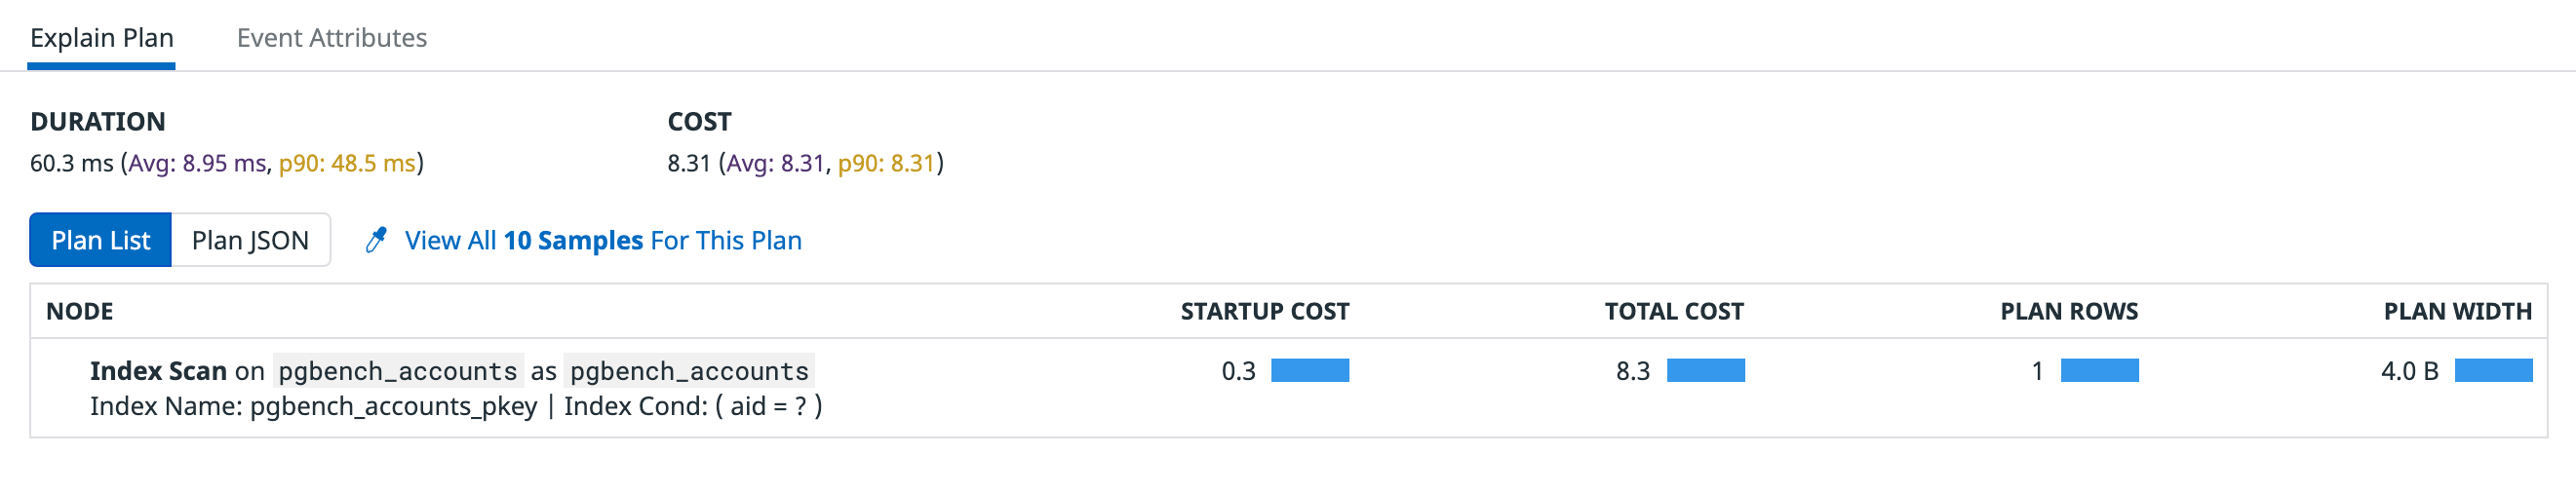 Explain Plan Event Attributes
DURATION COST
60.3 ms (Avg: 8.95 ms, p90: 48.5 ms) 8.31 (Avg: 8.31, p90: 8.31)
Plan List Plan JSON View All 10 Samples For This Plan
NODE STARTUP COST TOTAL COST PLAN ROWS PLAN WIDTH
Index Scan on pgbench_accounts as pgbench_accounts 0.3 8.3 1 4.0 B
Index Name: pgbench_accounts_pkey | Index Cond: ( aid = ? )